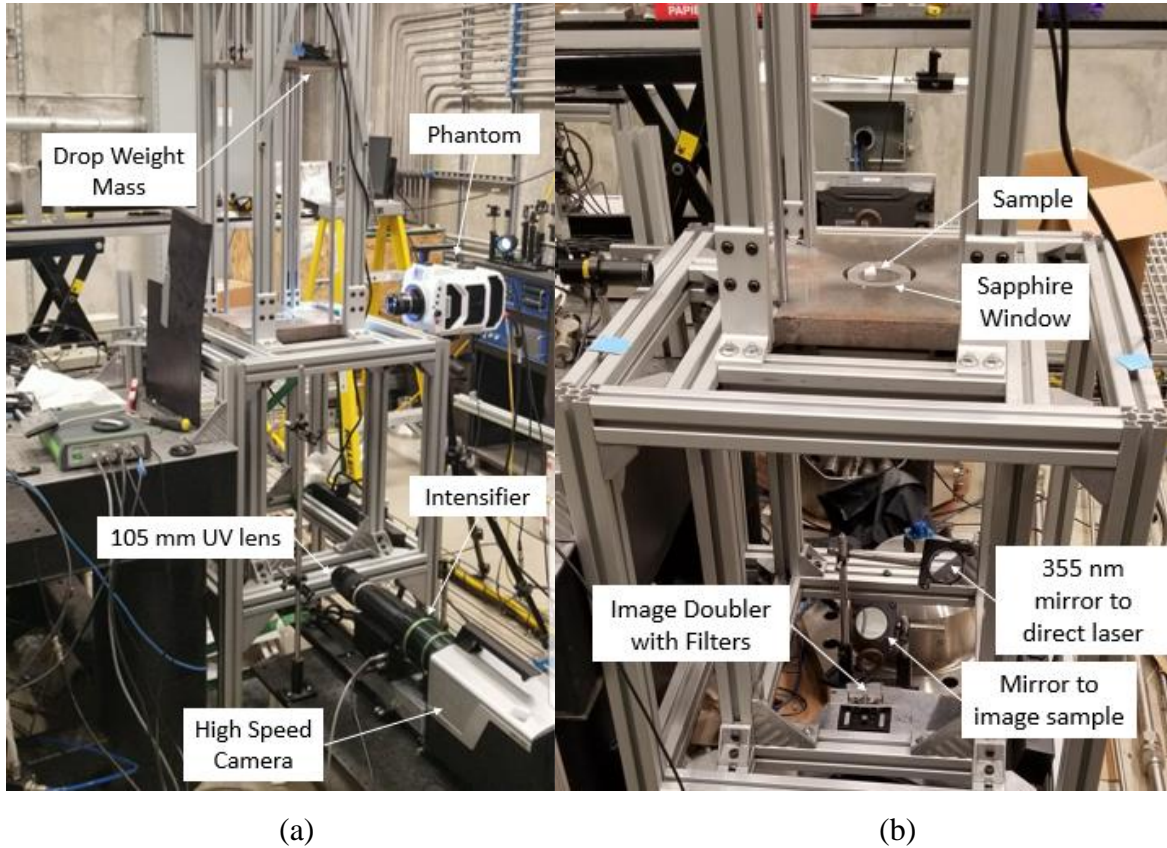 PAPIE
Drop Weight
Mass
Phantom
105 mm UV lens
Intensifier
High Speed
Camera
Sample
Sapphire
Window
355 nm
mirror to
direct laser
Image Doubler
with Filters
Mirror to
image sample
(a)
(b)